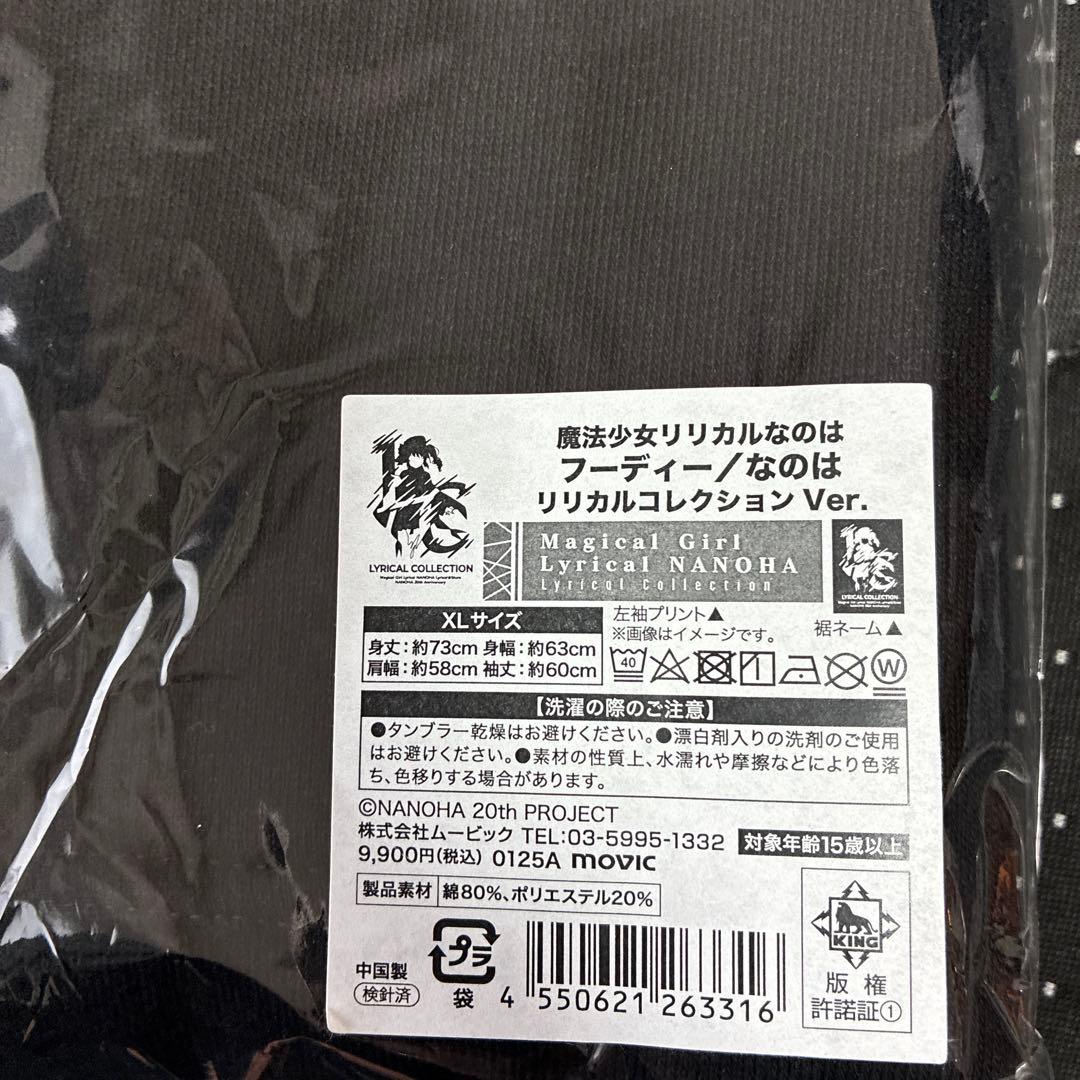 魔法少女リリカルなのは
フーディー/なのは
リリカルコレクション Ver.
LYRICAL COLLECTION
Magical Girl Lyrical NANOHA Lyrical☆Store
NANOHA 20th Anniversary
Magical Girl
Lyrical NANOHA
Lyrical Collection
LYRICAL COLLECTION
左袖プリント▲
※画像はイメージです。
裾ネーム▲
XLサイズ
身丈:約73cm 身幅:約63cm
肩幅:約58cm 袖丈:約60cm
40
W
【洗濯の際のご注意】
●タンブラー乾燥はお避けください。●漂白剤入りの洗剤のご使用
はお避けください。●素材の性質上、水濡れや摩擦などにより色落
ち、色移りする場合があります。
©NANOHA 20th PROJECT
株式会社ムービック TEL:03-5995-1332
対象年齢15歳以上
9,900円(税込) 0125A movic
製品素材 綿80%、ポリエステル20%
中国製
検針済
プラ
袋
4 550621 263316
KING
版権
許諾証①